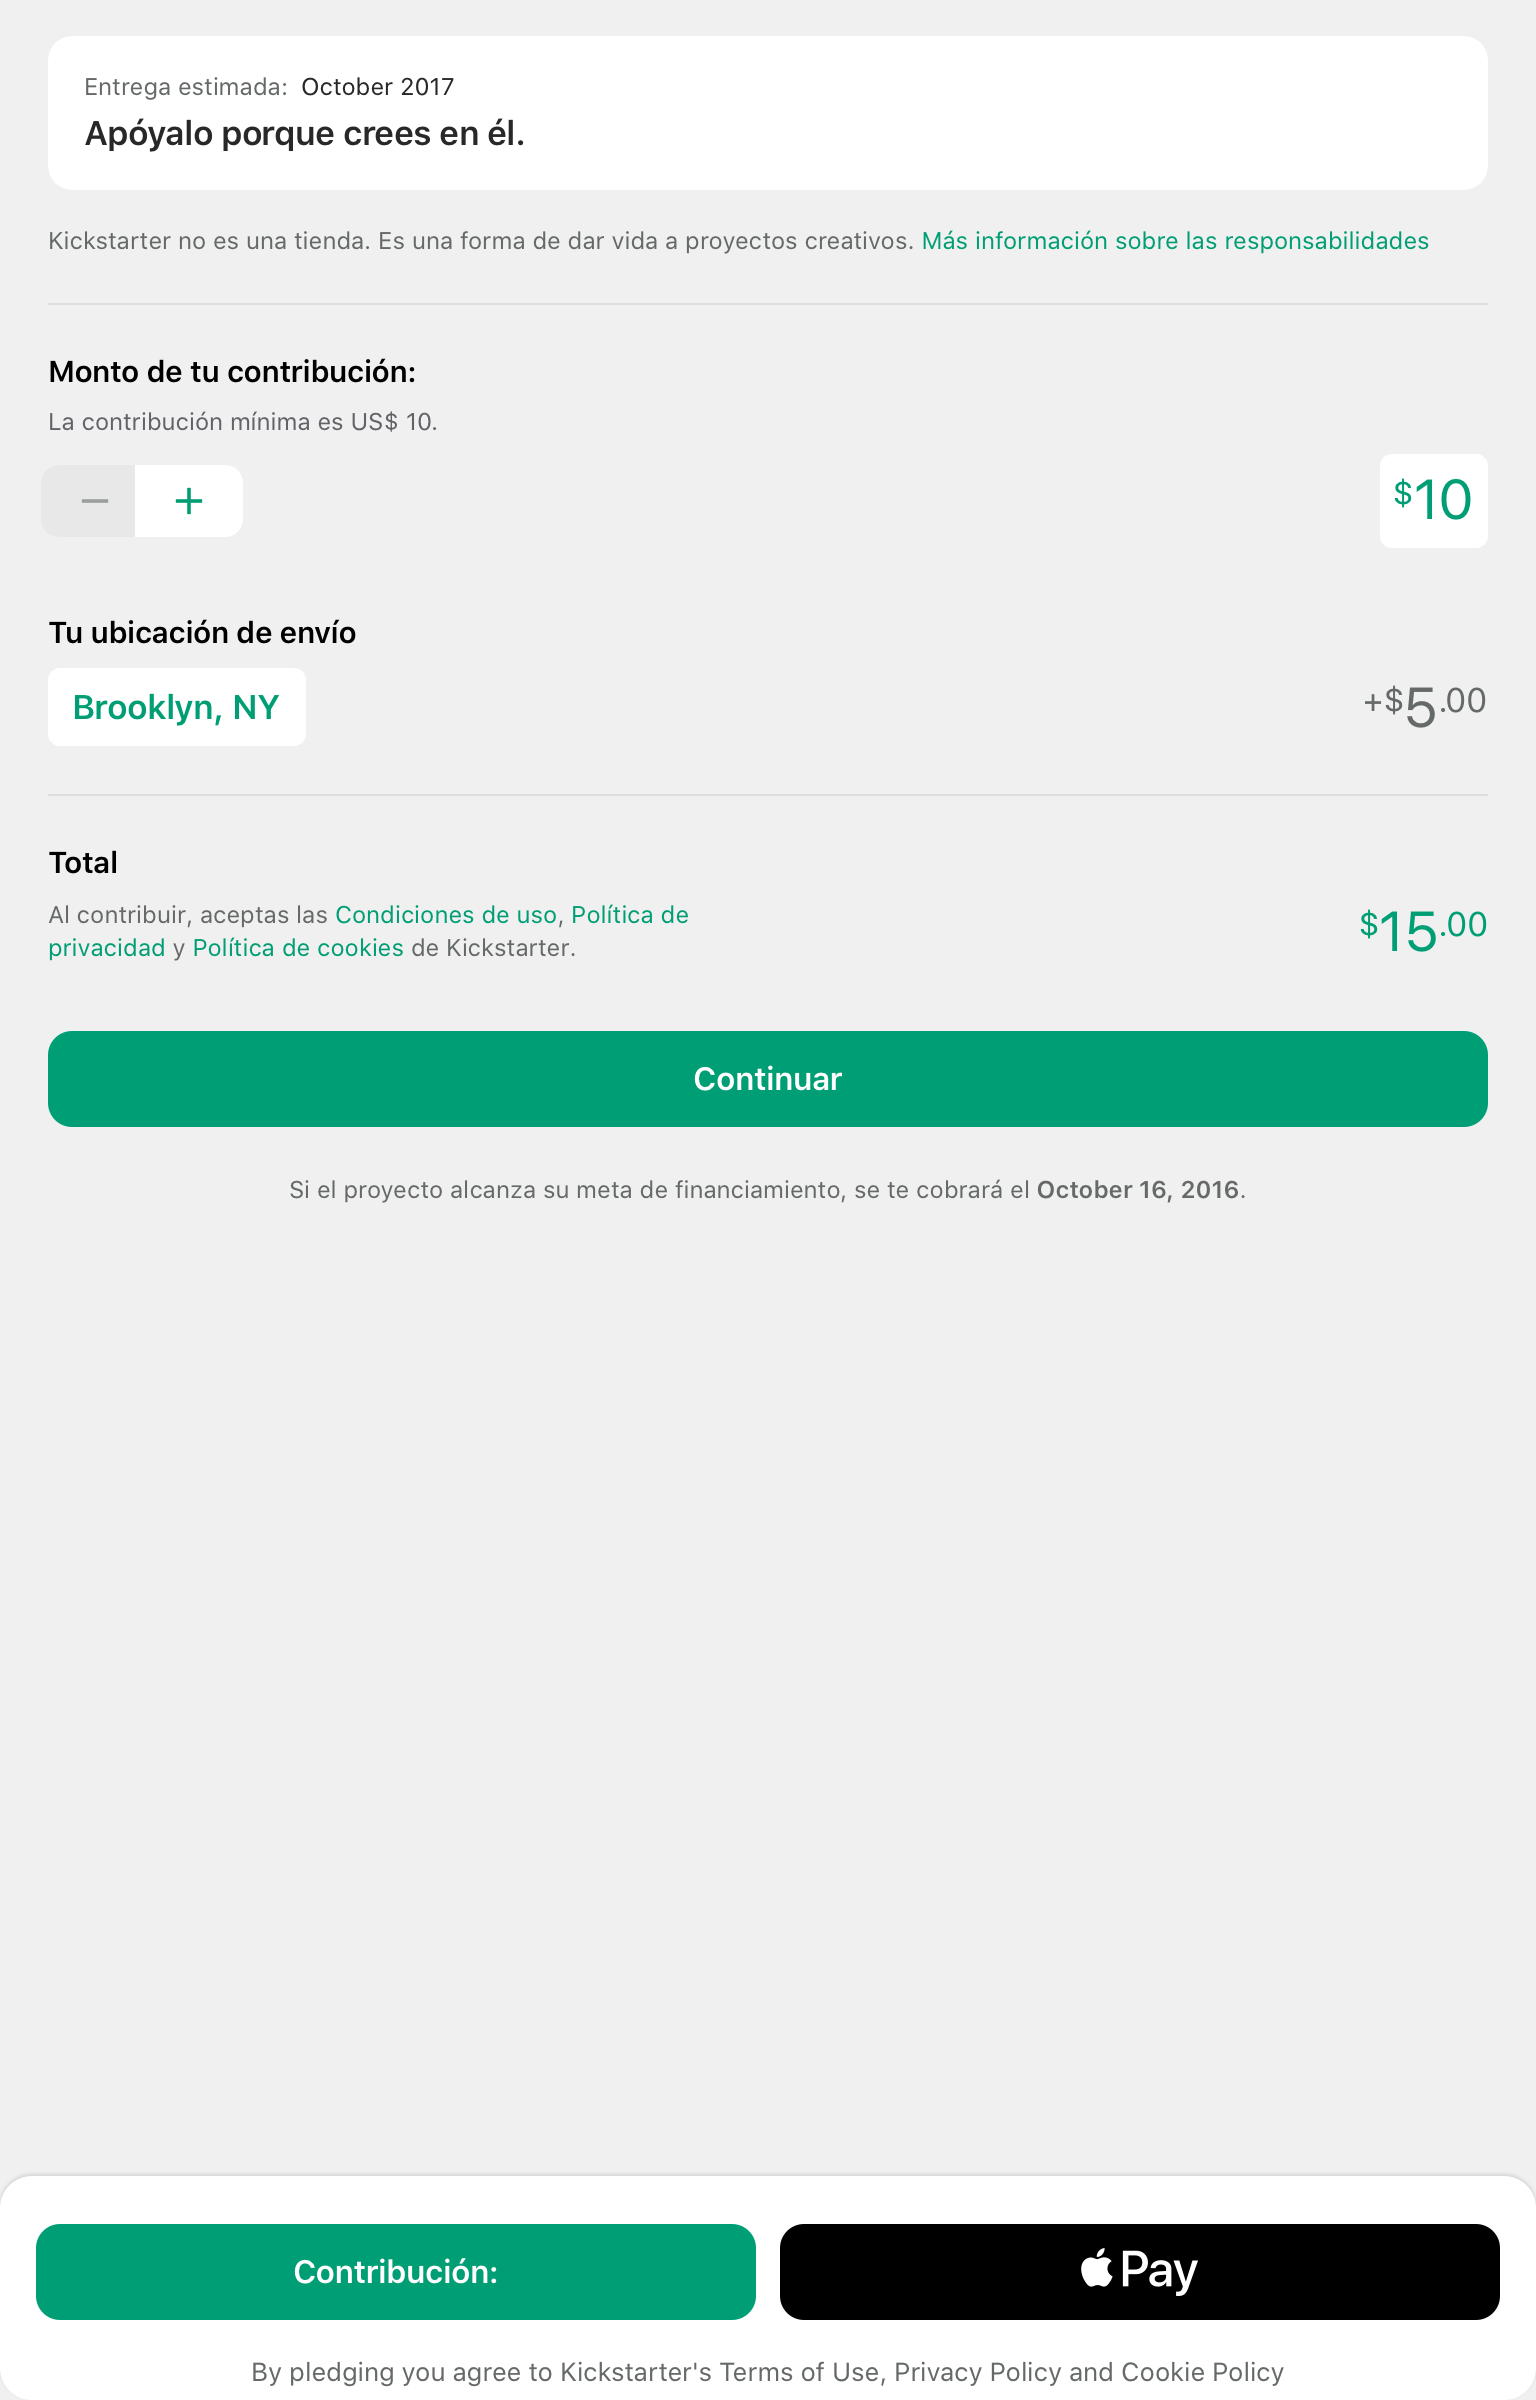 Entrega estimada: October 2017
Apóyalo porque crees en él.
Kickstarter no es una tienda. Es una forma de dar vida a proyectos creativos. Más información sobre las responsabilidades
Monto de tu contribución:
La contribución mínima es US$ 10.
− +
$10
Tu ubicación de envío
Brooklyn, NY
+$5.00
Total
Al contribuir, aceptas las Condiciones de uso, Política de
privacidad y Política de cookies de Kickstarter.
$15.00
Continuar
Si el proyecto alcanza su meta de financiamiento, se te cobrará el October 16, 2016.
Contribución:
Pay
By pledging you agree to Kickstarter's Terms of Use, Privacy Policy and Cookie Policy